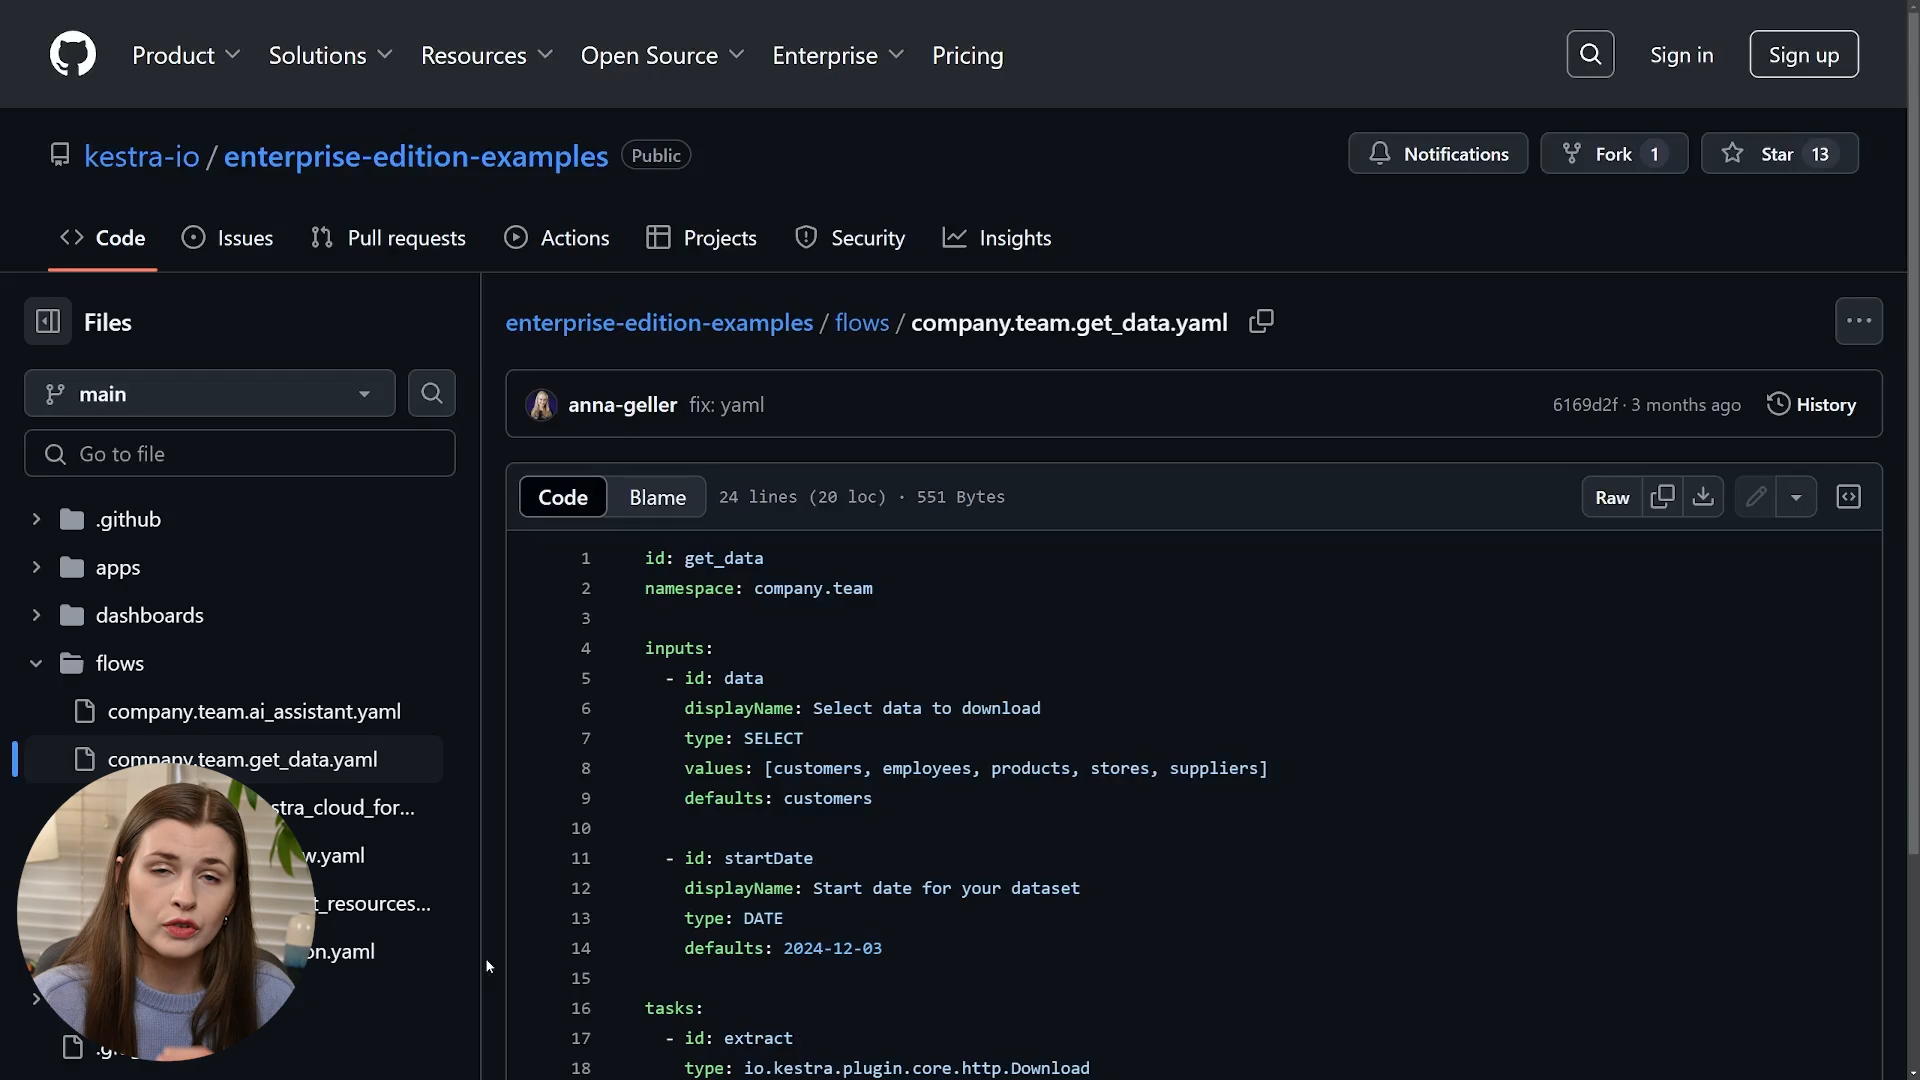 Product Solutions Resources Open Source Enterprise Pricing Sign in Sign up
kestra-io / enterprise-edition-examples Public Notifications Fork 1 Star 13
Code Issues Pull requests Actions Projects Security Insights
Files
main
Go to file
.github
apps
dashboards
flows
company.team.ai_assistant.yaml
company.team.get_data.yaml
stra_cloud_for...
w.yaml
t_resources...
on.yaml
enterprise-edition-examples / flows / company.team.get_data.yaml
anna-geller fix: yaml 6169d2f · 3 months ago History
Code Blame 24 lines (20 loc) · 551 Bytes Raw
1 id: get_data
2 namespace: company.team
3
4 inputs:
5 - id: data
6 displayName: Select data to download
7 type: SELECT
8 values: [customers, employees, products, stores, suppliers]
9 defaults: customers
10
11 - id: startDate
12 displayName: Start date for your dataset
13 type: DATE
14 defaults: 2024-12-03
15
16 tasks:
17 - id: extract
18 type: io.kestra.plugin.core.http.Download